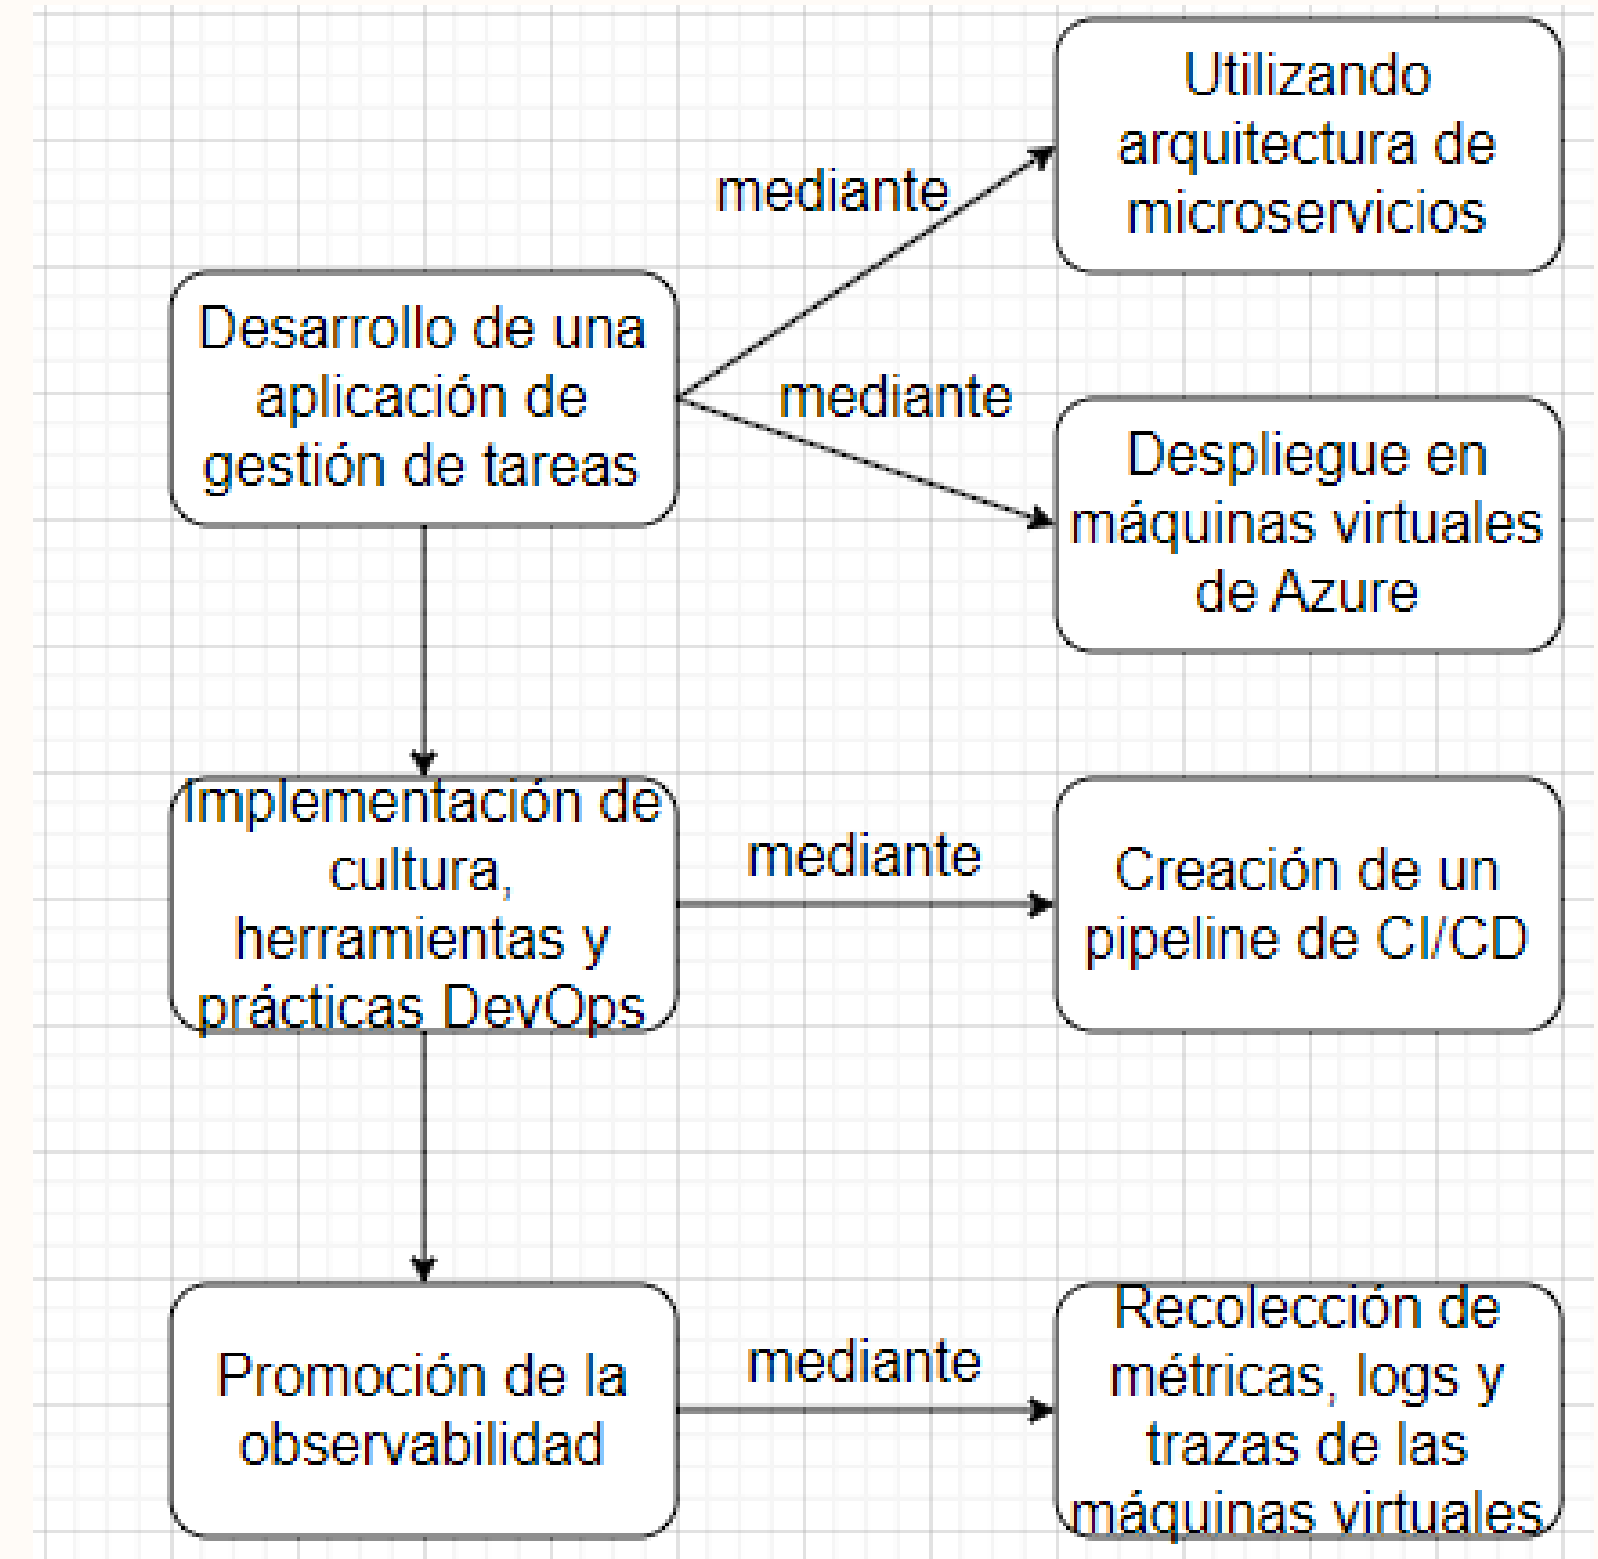 Utilizando
arquitectura de
microservicios
mediante
Desarrollo de una
aplicación de
gestión de tareas
mediante
Despliegue en
máquinas virtuales
de Azure
Implementación de
cultura,
herramientas y
prácticas DevOps
mediante
Creación de un
pipeline de CI/CD
Promoción de la
observabilidad
mediante
Recolección de
métricas, logs y
trazas de las
máquinas virtuales